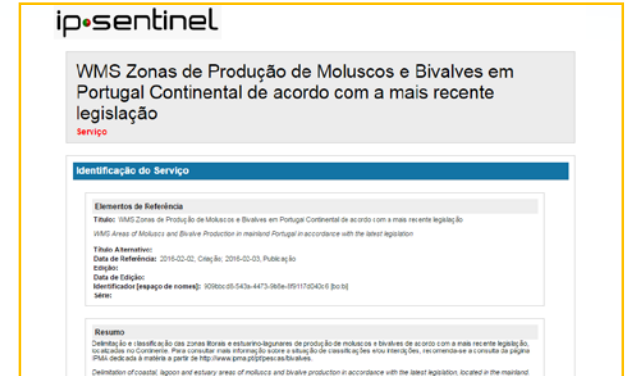 ip•sentinel
WMS Zonas de Produção de Moluscos e Bivalves em
Portugal Continental de acordo com a mais recente
legislação
Serviço
Identificação do Serviço
Elementos de Referência
Título: WMS Zonas de Produção de Moluscos e Bivalves em Portugal Continental de acordo com a mais recente legislação
WMS Areas of Moluscs and Bivalve Production in mainland Portugal in accordance with the latest legislation
Título Alternativo:
Data de Referência: 2016-02-02, Criação; 2016-02-03, Publicação
Edição:
Data de Edição:
Identificador [espaço de nomes]:
Série:
Resumo
Delimitação e classificação das zonas litorais e estuarino-lagunares de produção de moluscos e bivalves de acordo com a mais recente legislação,
localizadas no Continente. Para consultar mais informação sobre a situação de classificações e/ou interdições, recomenda-se a consulta da página
IPMA dedicada à matéria a partir de
Delimitation of coastal, lagoon and estuary areas of molluscs and bivalve production in accordance with the latest legislation, located in the mainland.